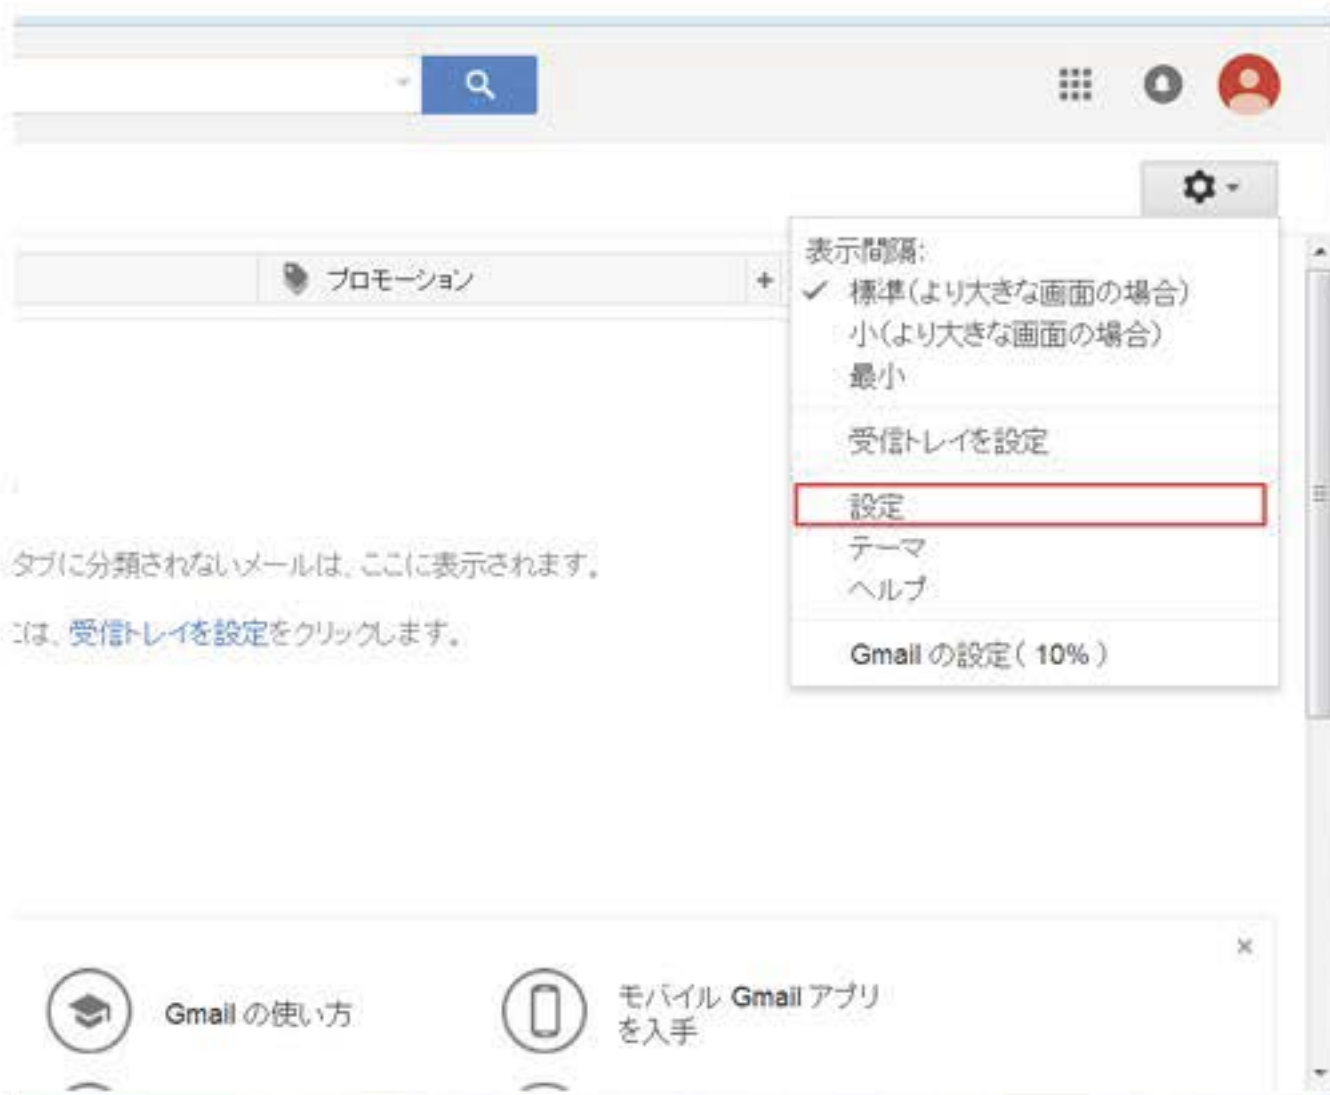 プロモーション
+
表示間隔:
✓ 標準(より大きな画面の場合)
小(より大きな画面の場合)
最小
受信トレイを設定
設定
テーマ
ヘルプ
Gmail の設定( 10% )
タブに分類されないメールは、ここに表示されます。
は、受信トレイを設定をクリックします。
×
Gmail の使い方
モバイル Gmail アプリ
を入手